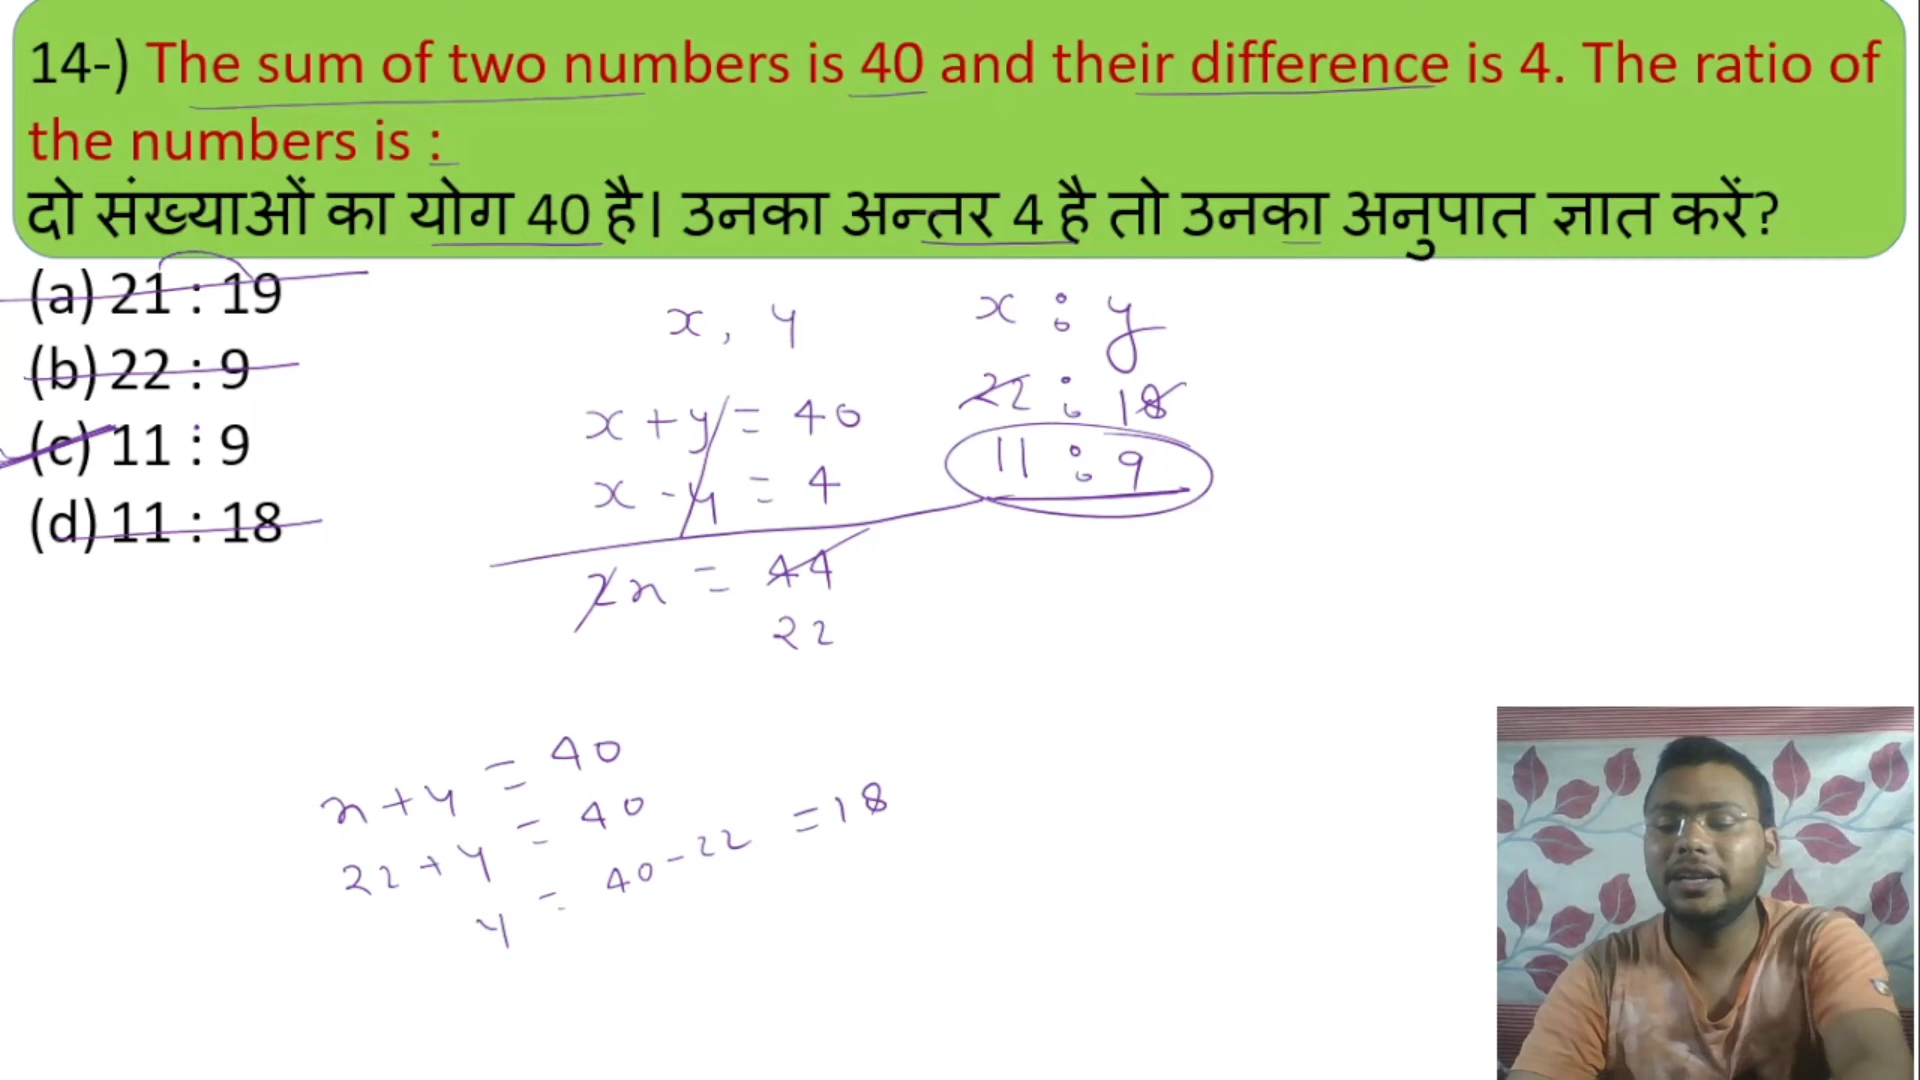 14-) The sum of two numbers is 40 and their difference is 4. The ratio of
the numbers is :
दो संख्याओं का योग 40 है। उनका अन्तर 4 है तो उनका अनुपात ज्ञात करें?
(a) 21 : 19
(b) 22 : 9
(c) 11 : 9
(d) 11 : 18
x, y
x + y = 40
x - y = 4
2x = 44
22
x : y
22 : 18
11 : 9
x + y = 40
22 + y = 40
y = 40 - 22 = 18